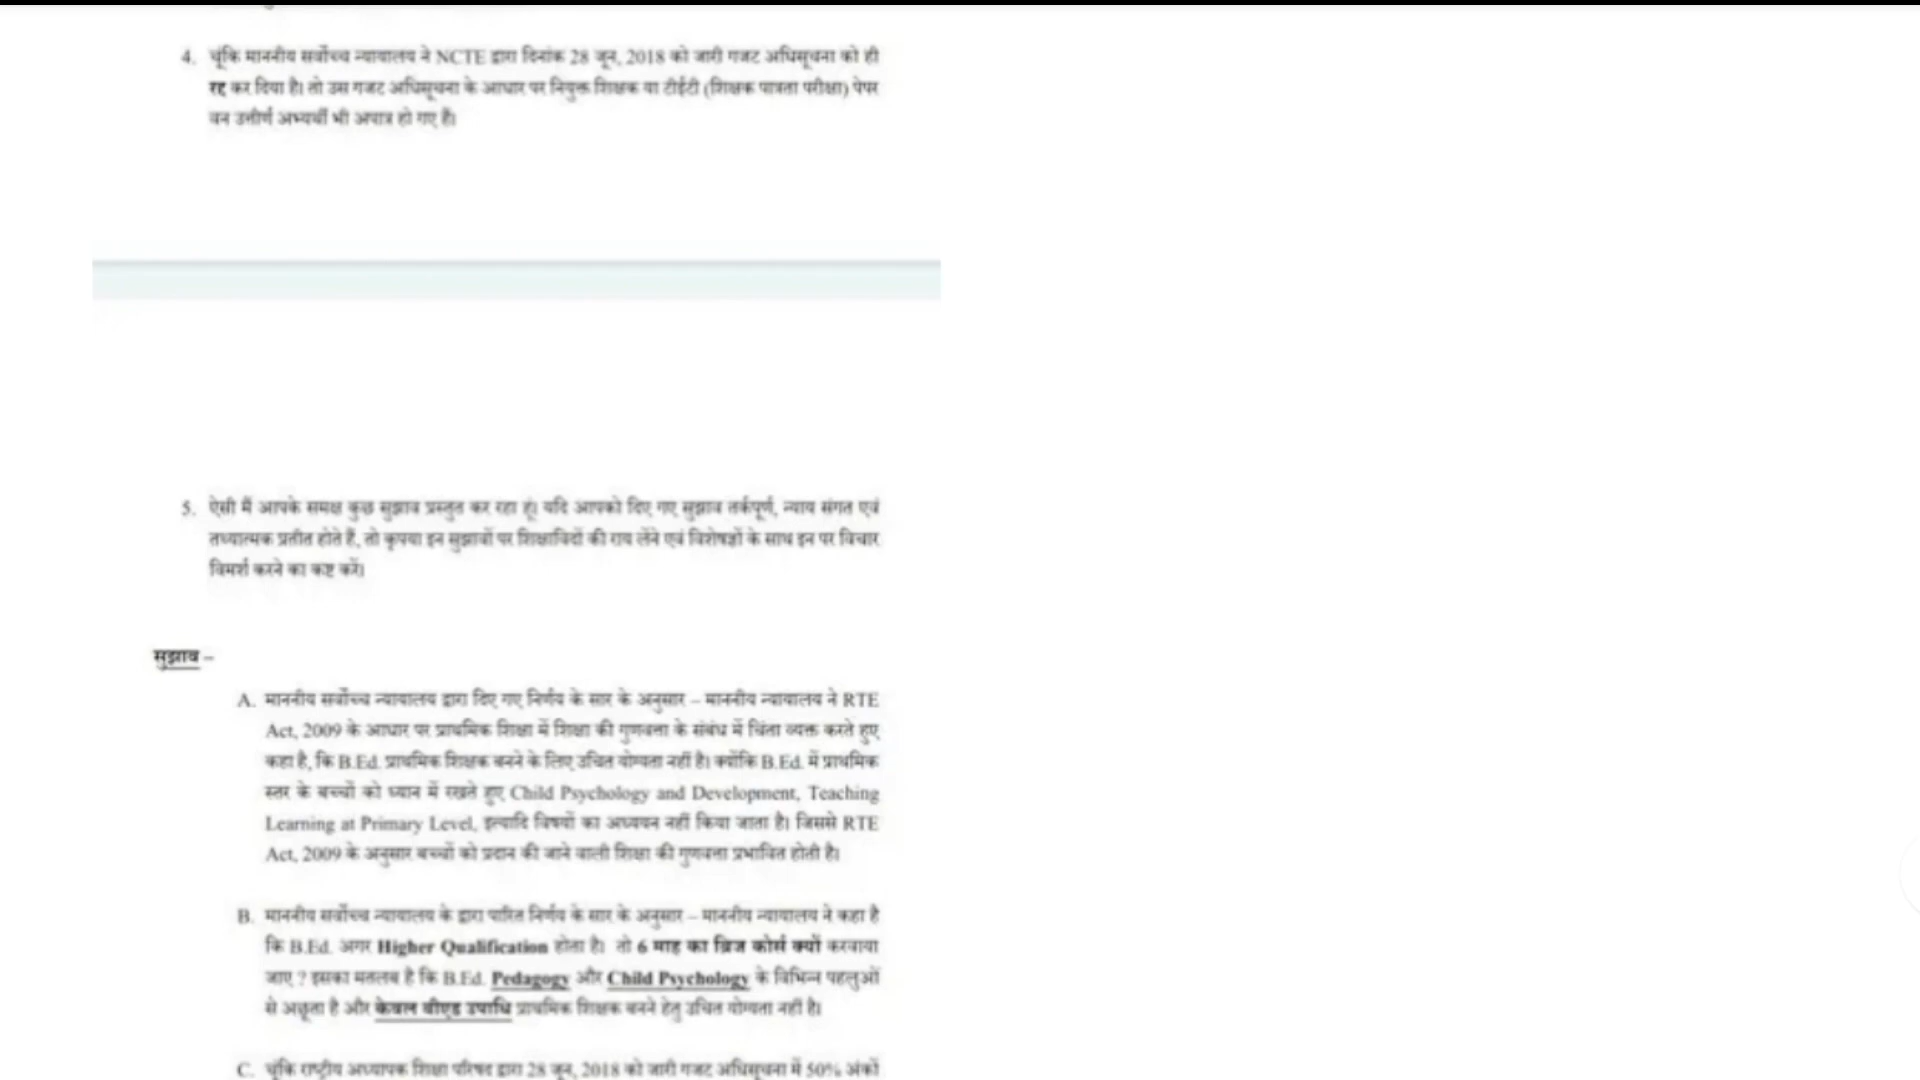 4. चूंकि माननीय सर्वोच्च न्यायालय ने NCTE द्वारा दिनांक 28 जून, 2018 को जारी गजट अधिसूचना को ही
रद्द कर दिया है। तो उस गजट अधिसूचना के आधार पर नियुक्त शिक्षक या टीईटी (शिक्षक पात्रता परीक्षा) पेपर
वन उत्तीर्ण अभ्यर्थी भी अपात्र हो गए हैं।
5. ऐसी में आपके समक्ष कुछ सुझाव प्रस्तुत कर रहा हूं। यदि आपको दिए गए सुझाव तर्कपूर्ण, न्याय संगत एवं
तथ्यात्मक प्रतीत होते हैं, तो कृपया इन सुझावों पर शिक्षाविदों की राय लेंने एवं विशेषज्ञों के साथ इन पर विचार
विमर्श करने का कष्ट करें।
सुझाव –
A. माननीय सर्वोच्च न्यायालय द्वारा दिए गए निर्णय के सार के अनुसार – माननीय न्यायालय ने RTE
Act, 2009 के आधार पर प्राथमिक शिक्षा में शिक्षा की गुणवत्ता के संबंध में चिंता व्यक्त करते हुए
कहा है, कि B.Ed. प्राथमिक शिक्षक बनने के लिए उचित योग्यता नहीं है। क्योंकि B.Ed. में प्राथमिक
स्तर के बच्चों को ध्यान में रखते हुए Child Psychology and Development, Teaching
Learning at Primary Level, इत्यादि विषयों का अध्ययन नहीं किया जाता है। जिससे RTE
Act, 2009 के अनुसार बच्चों को प्रदान की जाने वाली शिक्षा की गुणवत्ता प्रभावित होती है।
B. माननीय सर्वोच्च न्यायालय के द्वारा पारित निर्णय के सार के अनुसार – माननीय न्यायालय ने कहा है
कि B.Ed. अगर Higher Qualification होता है। तो 6 माह का ब्रिज कोर्स क्यों करवाया
जाए ? इसका मतलब है कि B.Ed. Pedagogy और Child Psychology के विभिन्न पहलुओं
से अछूता है और केवल बीएड उपाधि प्राथमिक शिक्षक बनने हेतु उचित योग्यता नहीं है।
C. चूंकि राष्ट्रीय अध्यापक शिक्षा परिषद द्वारा 28 जून, 2018 को जारी गजट अधिसूचना में 50% अंकों